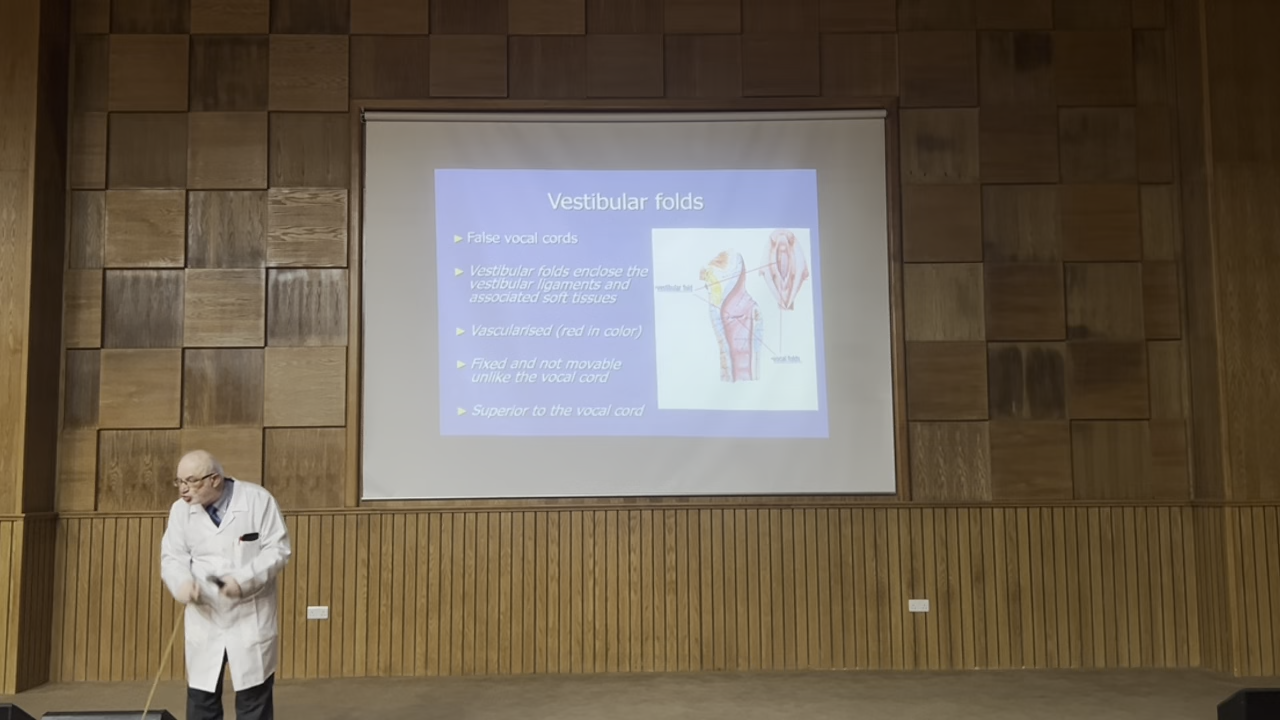 Vestibular folds
► False vocal cords
► Vestibular folds enclose the
vestibular ligaments and
associated soft tissues
► Vascularised (red in color)
► Fixed and not movable
unlike the vocal cord
► Superior to the vocal cord
vestibular fold
vocal folds